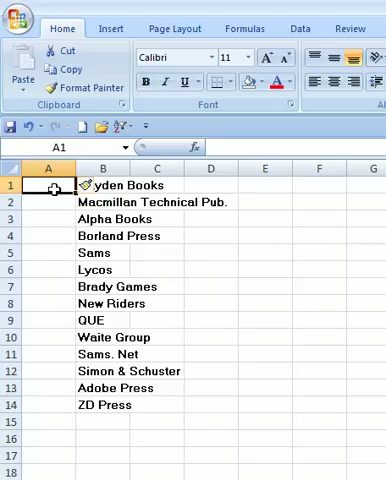 Home Insert Page Layout Formulas Data Review
Cut
Calibri 11 A A
Copy
Paste
Format Painter
B I U A
Clipboard Font
A1 fx
A B C D E F G
1 yden Books
2 Macmillan Technical Pub.
3 Alpha Books
4 Borland Press
5 Sams
6 Lycos
7 Brady Games
8 New Riders
9 QUE
10 Waite Group
11 Sams. Net
12 Simon & Schuster
13 Adobe Press
14 ZD Press
15
16
17
18